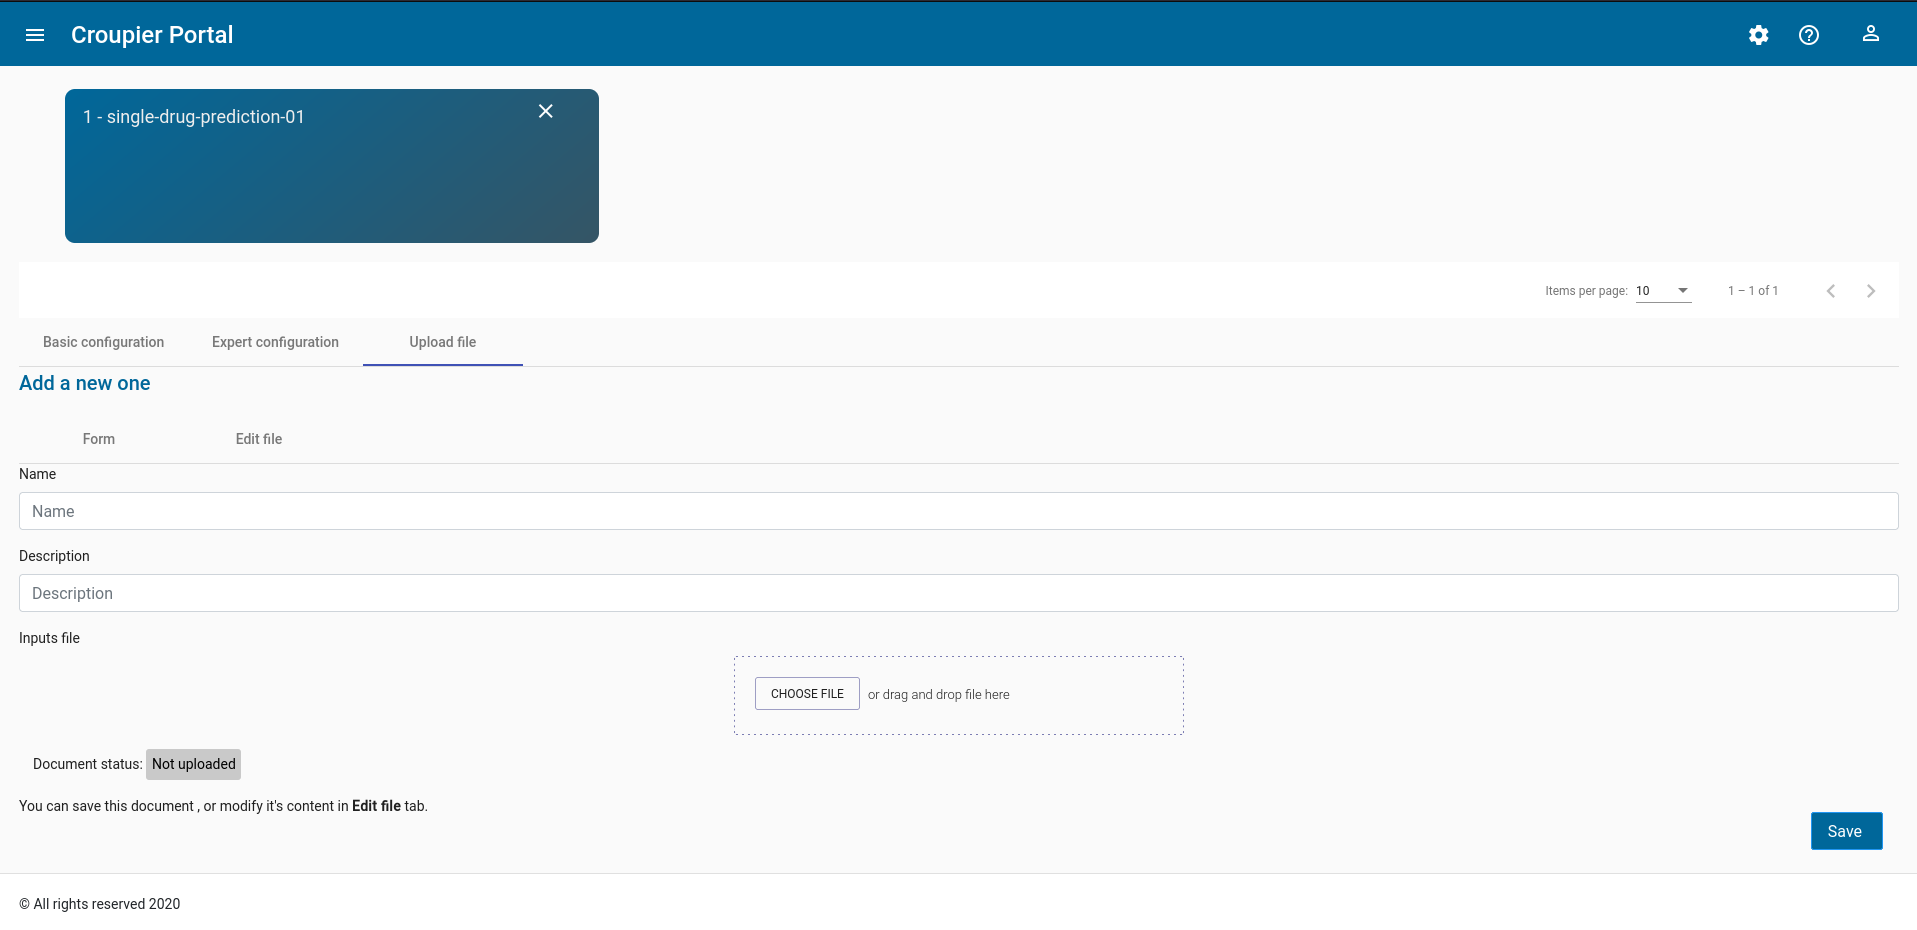 Croupier Portal
1 - single-drug-prediction-01
Items per page: 10 1 – 1 of 1
Basic configuration Expert configuration Upload file
Add a new one
Form Edit file
Name
Name
Description
Description
Inputs file
CHOOSE FILE or drag and drop file here
Document status: Not uploaded
You can save this document , or modify it's content in Edit file tab.
Save
© All rights reserved 2020